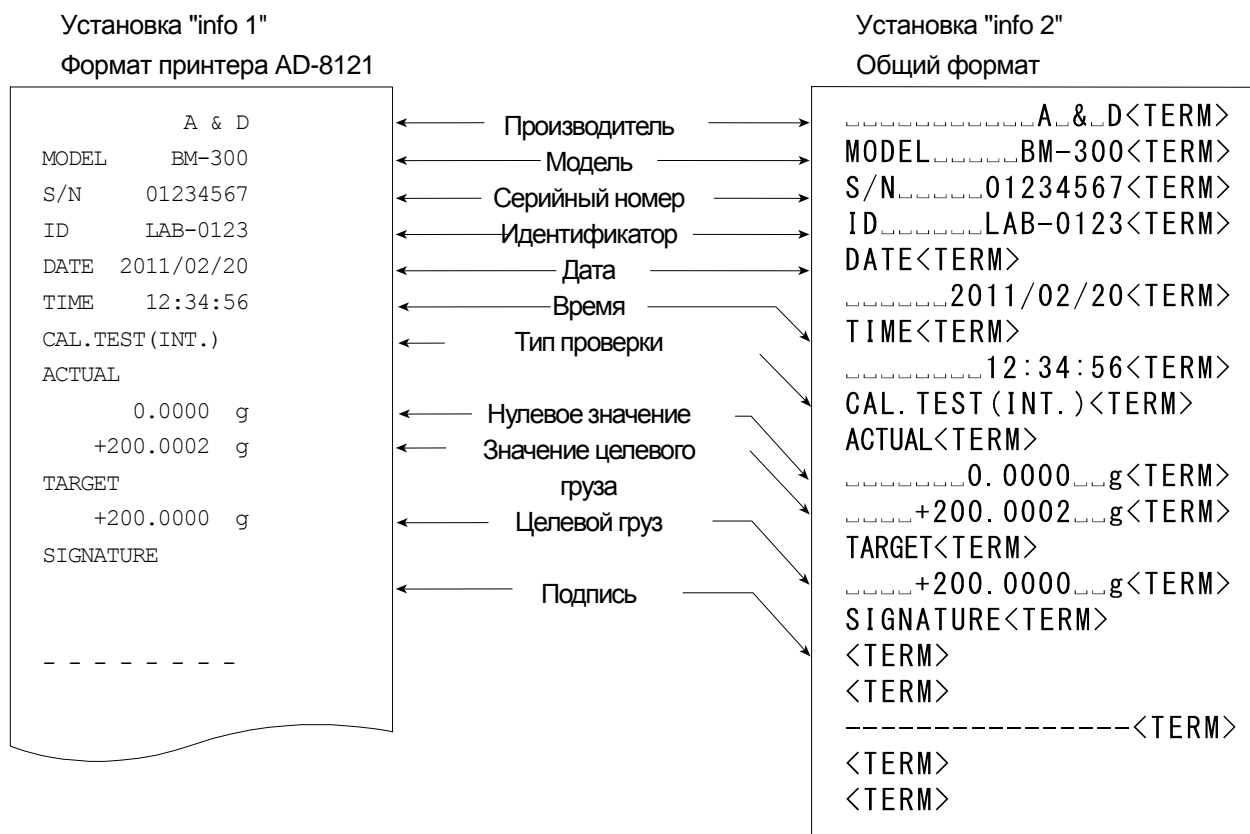 Установка "info 1"
Формат принтера AD-8121
A & D
MODEL BM-300
S/N 01234567
ID LAB-0123
DATE 2011/02/20
TIME 12:34:56
CAL.TEST(INT.)
ACTUAL
0.0000 g
+200.0002 g
TARGET
+200.0000 g
SIGNATURE
- - - - - - - -
Производитель
Модель
Серийный номер
Идентификатор
Дата
Время
Тип проверки
Нулевое значение
Значение целевого
груза
Целевой груз
Подпись
Установка "info 2"
Общий формат
␣␣␣␣␣␣␣␣␣␣␣A␣&␣D<TERM>
MODEL␣␣␣␣␣BM-300<TERM>
S/N␣␣␣␣␣01234567<TERM>
ID␣␣␣␣␣␣LAB-0123<TERM>
DATE<TERM>
␣␣␣␣␣␣2011/02/20<TERM>
TIME<TERM>
␣␣␣␣␣␣␣␣12:34:56<TERM>
CAL.TEST(INT.)<TERM>
ACTUAL<TERM>
␣␣␣␣␣␣␣0.0000␣␣g<TERM>
␣␣␣␣+200.0002␣␣g<TERM>
TARGET<TERM>
␣␣␣␣+200.0000␣␣g<TERM>
SIGNATURE<TERM>
<TERM>
<TERM>
----------------<TERM>
<TERM>
<TERM>